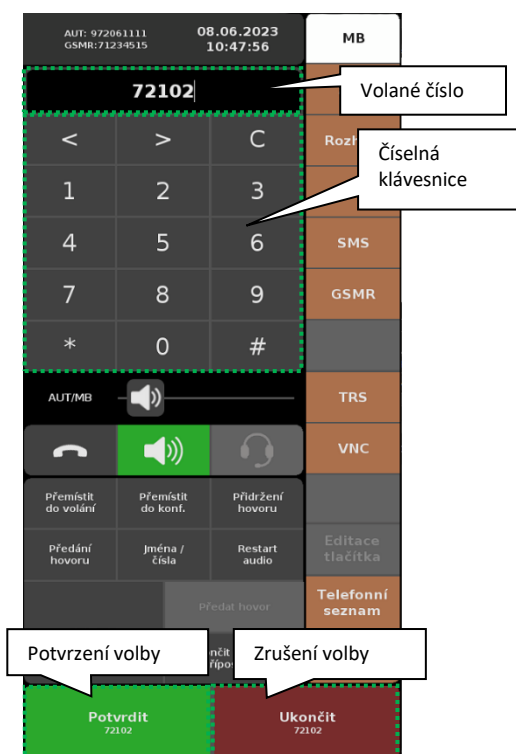 AUT: 972061111
GSMR:71234515
08.06.2023
10:47:56
MB
72102
Volané číslo
< > C
Číselná
klávesnice
1 2 3
4 5 6
SMS
7 8 9
GSMR
* 0 #
AUT/MB
TRS
VNC
Přemístit
do volání
Přemístit
do konf.
Přidržení
hovoru
Předání
hovoru
Jména /
čísla
Restart
audio
Editace
tlačítka
Předat hovor
Telefonní
seznam
Potvrzení volby
Zrušení volby
Potvrdit
72102
Ukončit
72102